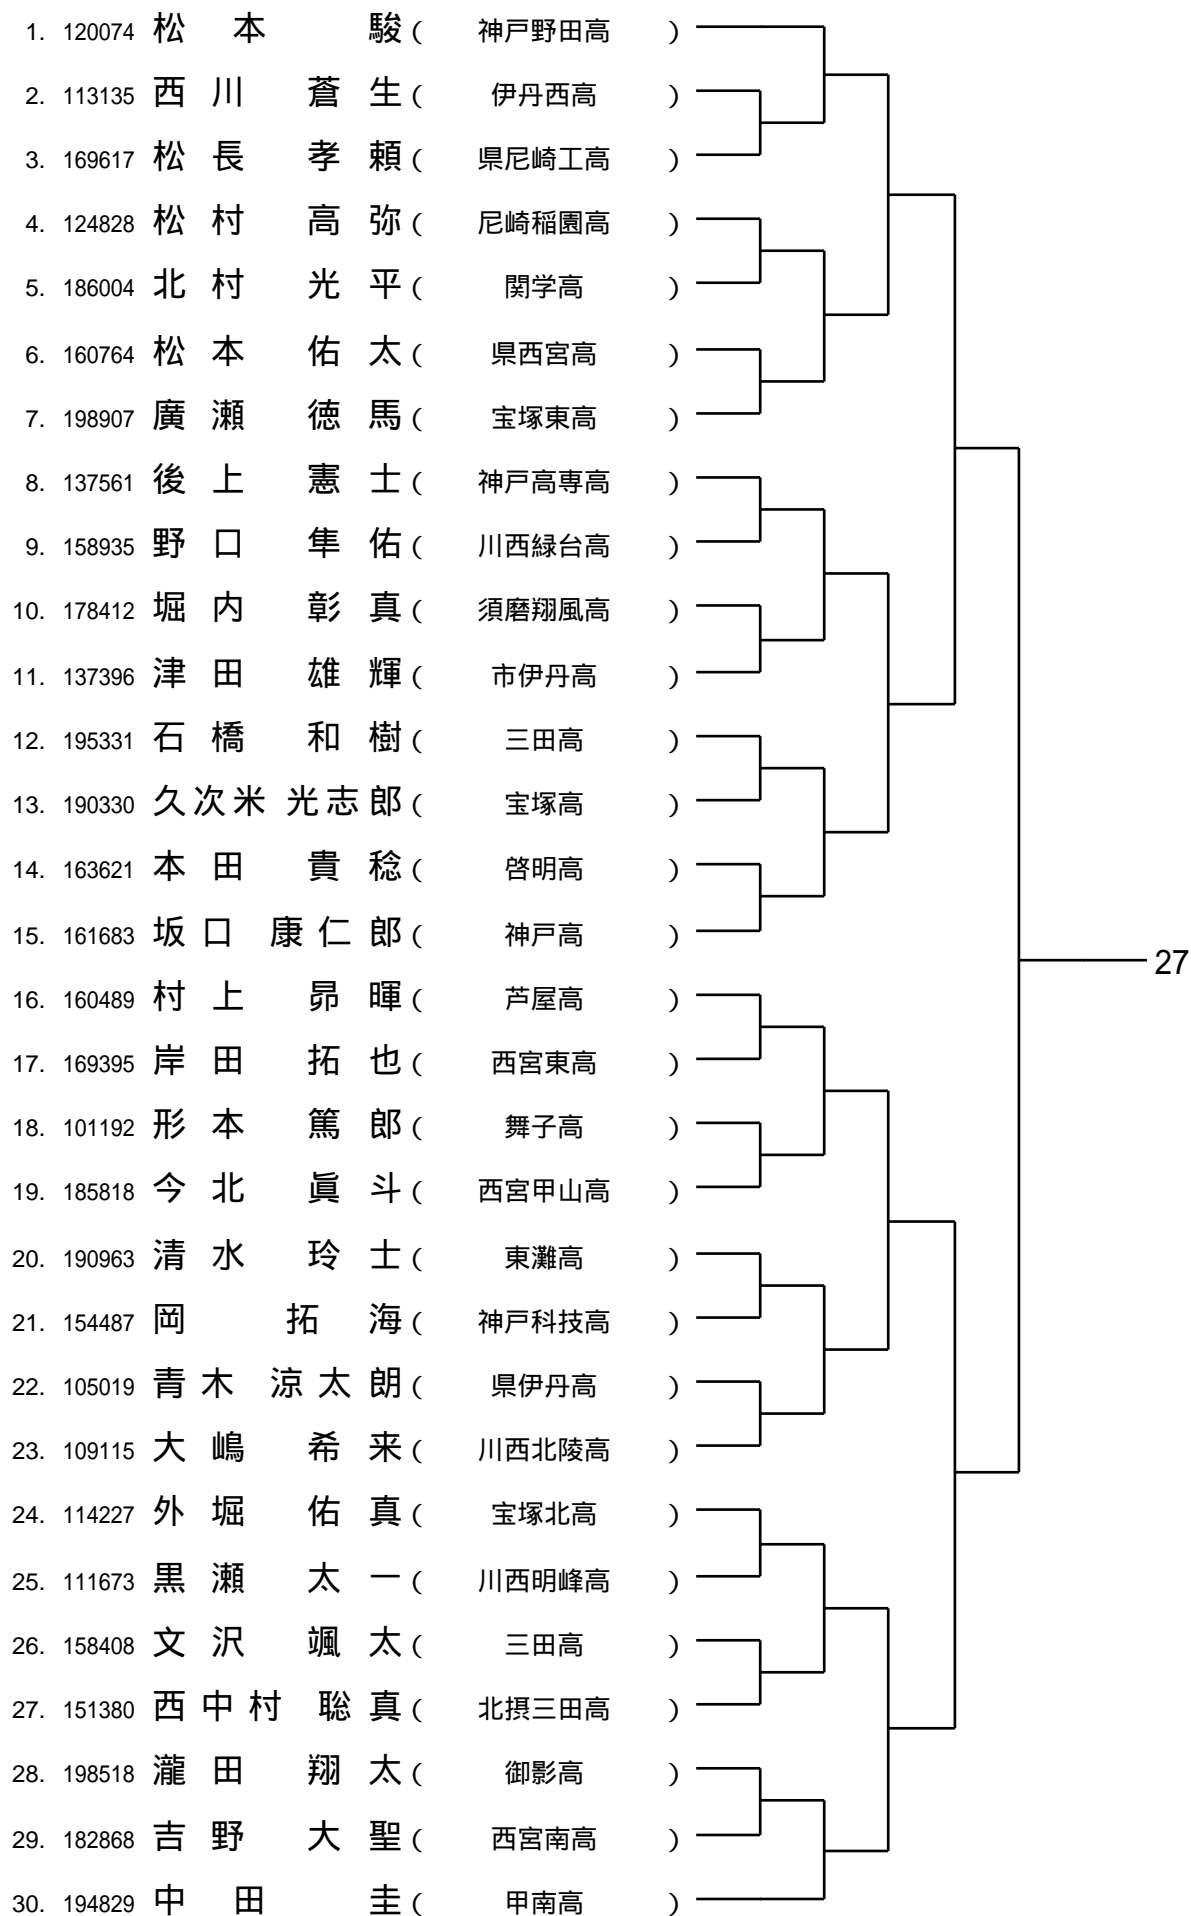 1. 120074 松本 駿 ( 神戸野田高 )
2. 113135 西川 蒼生 ( 伊丹西高 )
3. 169617 松長 孝頼 ( 県尼崎工高 )
4. 124828 松村 高弥 ( 尼崎稲園高 )
5. 186004 北村 光平 ( 関学高 )
6. 160764 松本 佑太 ( 県西宮高 )
7. 198907 廣瀬 徳馬 ( 宝塚東高 )
8. 137561 後上 憲士 ( 神戸高専高 )
9. 158935 野口 隼佑 ( 川西緑台高 )
10. 178412 堀内 彰真 ( 須磨翔風高 )
11. 137396 津田 雄輝 ( 市伊丹高 )
12. 195331 石橋 和樹 ( 三田高 )
13. 190330 久次米 光志郎 ( 宝塚高 )
14. 163621 本田 貴稔 ( 啓明高 )
15. 161683 坂口 康仁郎 ( 神戸高 )
27
16. 160489 村上 昴暉 ( 芦屋高 )
17. 169395 岸田 拓也 ( 西宮東高 )
18. 101192 形本 篤郎 ( 舞子高 )
19. 185818 今北 眞斗 ( 西宮甲山高 )
20. 190963 清水 玲士 ( 東灘高 )
21. 154487 岡 拓海 ( 神戸科技高 )
22. 105019 青木 涼太朗 ( 県伊丹高 )
23. 109115 大嶋 希来 ( 川西北陵高 )
24. 114227 外堀 佑真 ( 宝塚北高 )
25. 111673 黒瀬 太一 ( 川西明峰高 )
26. 158408 文沢 颯太 ( 三田高 )
27. 151380 西中村 聡真 ( 北摂三田高 )
28. 198518 瀧田 翔太 ( 御影高 )
29. 182868 吉野 大聖 ( 西宮南高 )
30. 194829 中田 圭 ( 甲南高 )